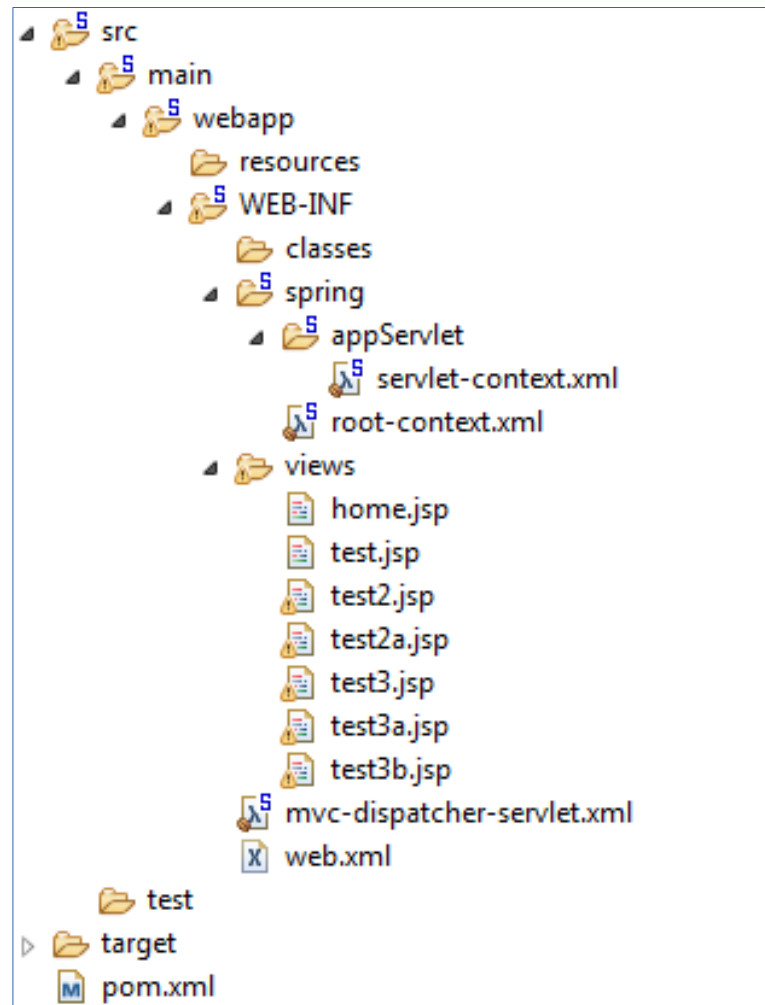 src
main
webapp
resources
WEB-INF
classes
spring
appServlet
servlet-context.xml
root-context.xml
views
home.jsp
test.jsp
test2.jsp
test2a.jsp
test3.jsp
test3a.jsp
test3b.jsp
mvc-dispatcher-servlet.xml
web.xml
test
target
pom.xml